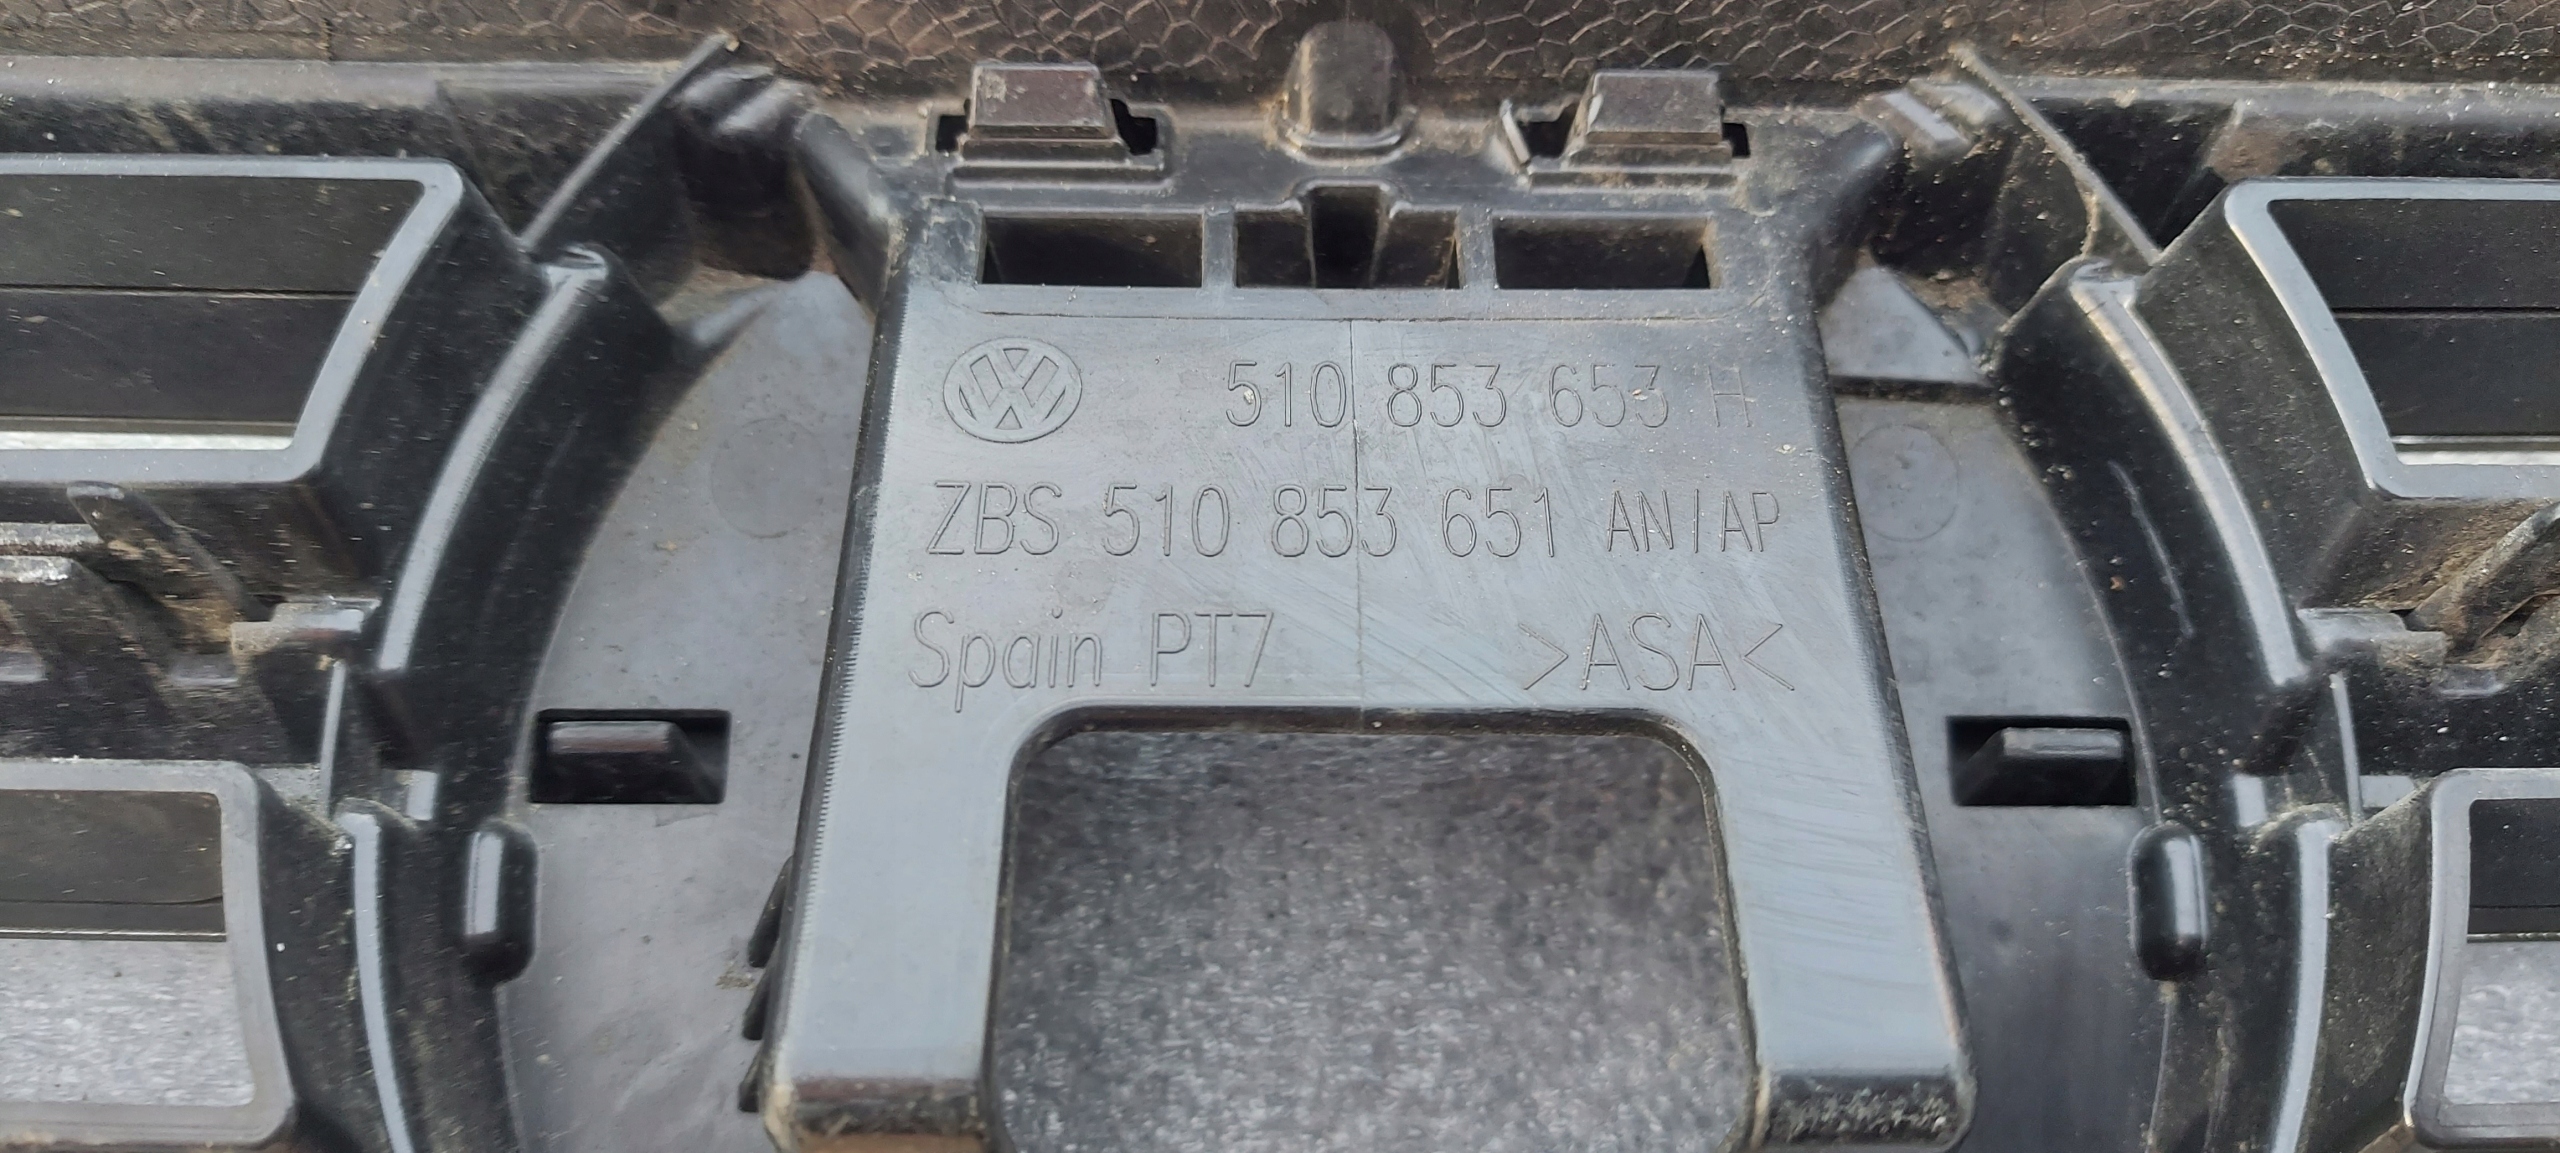 510 853 653 H
ZBS 510 853 651 AN/AP
Spain PT7 >ASA<